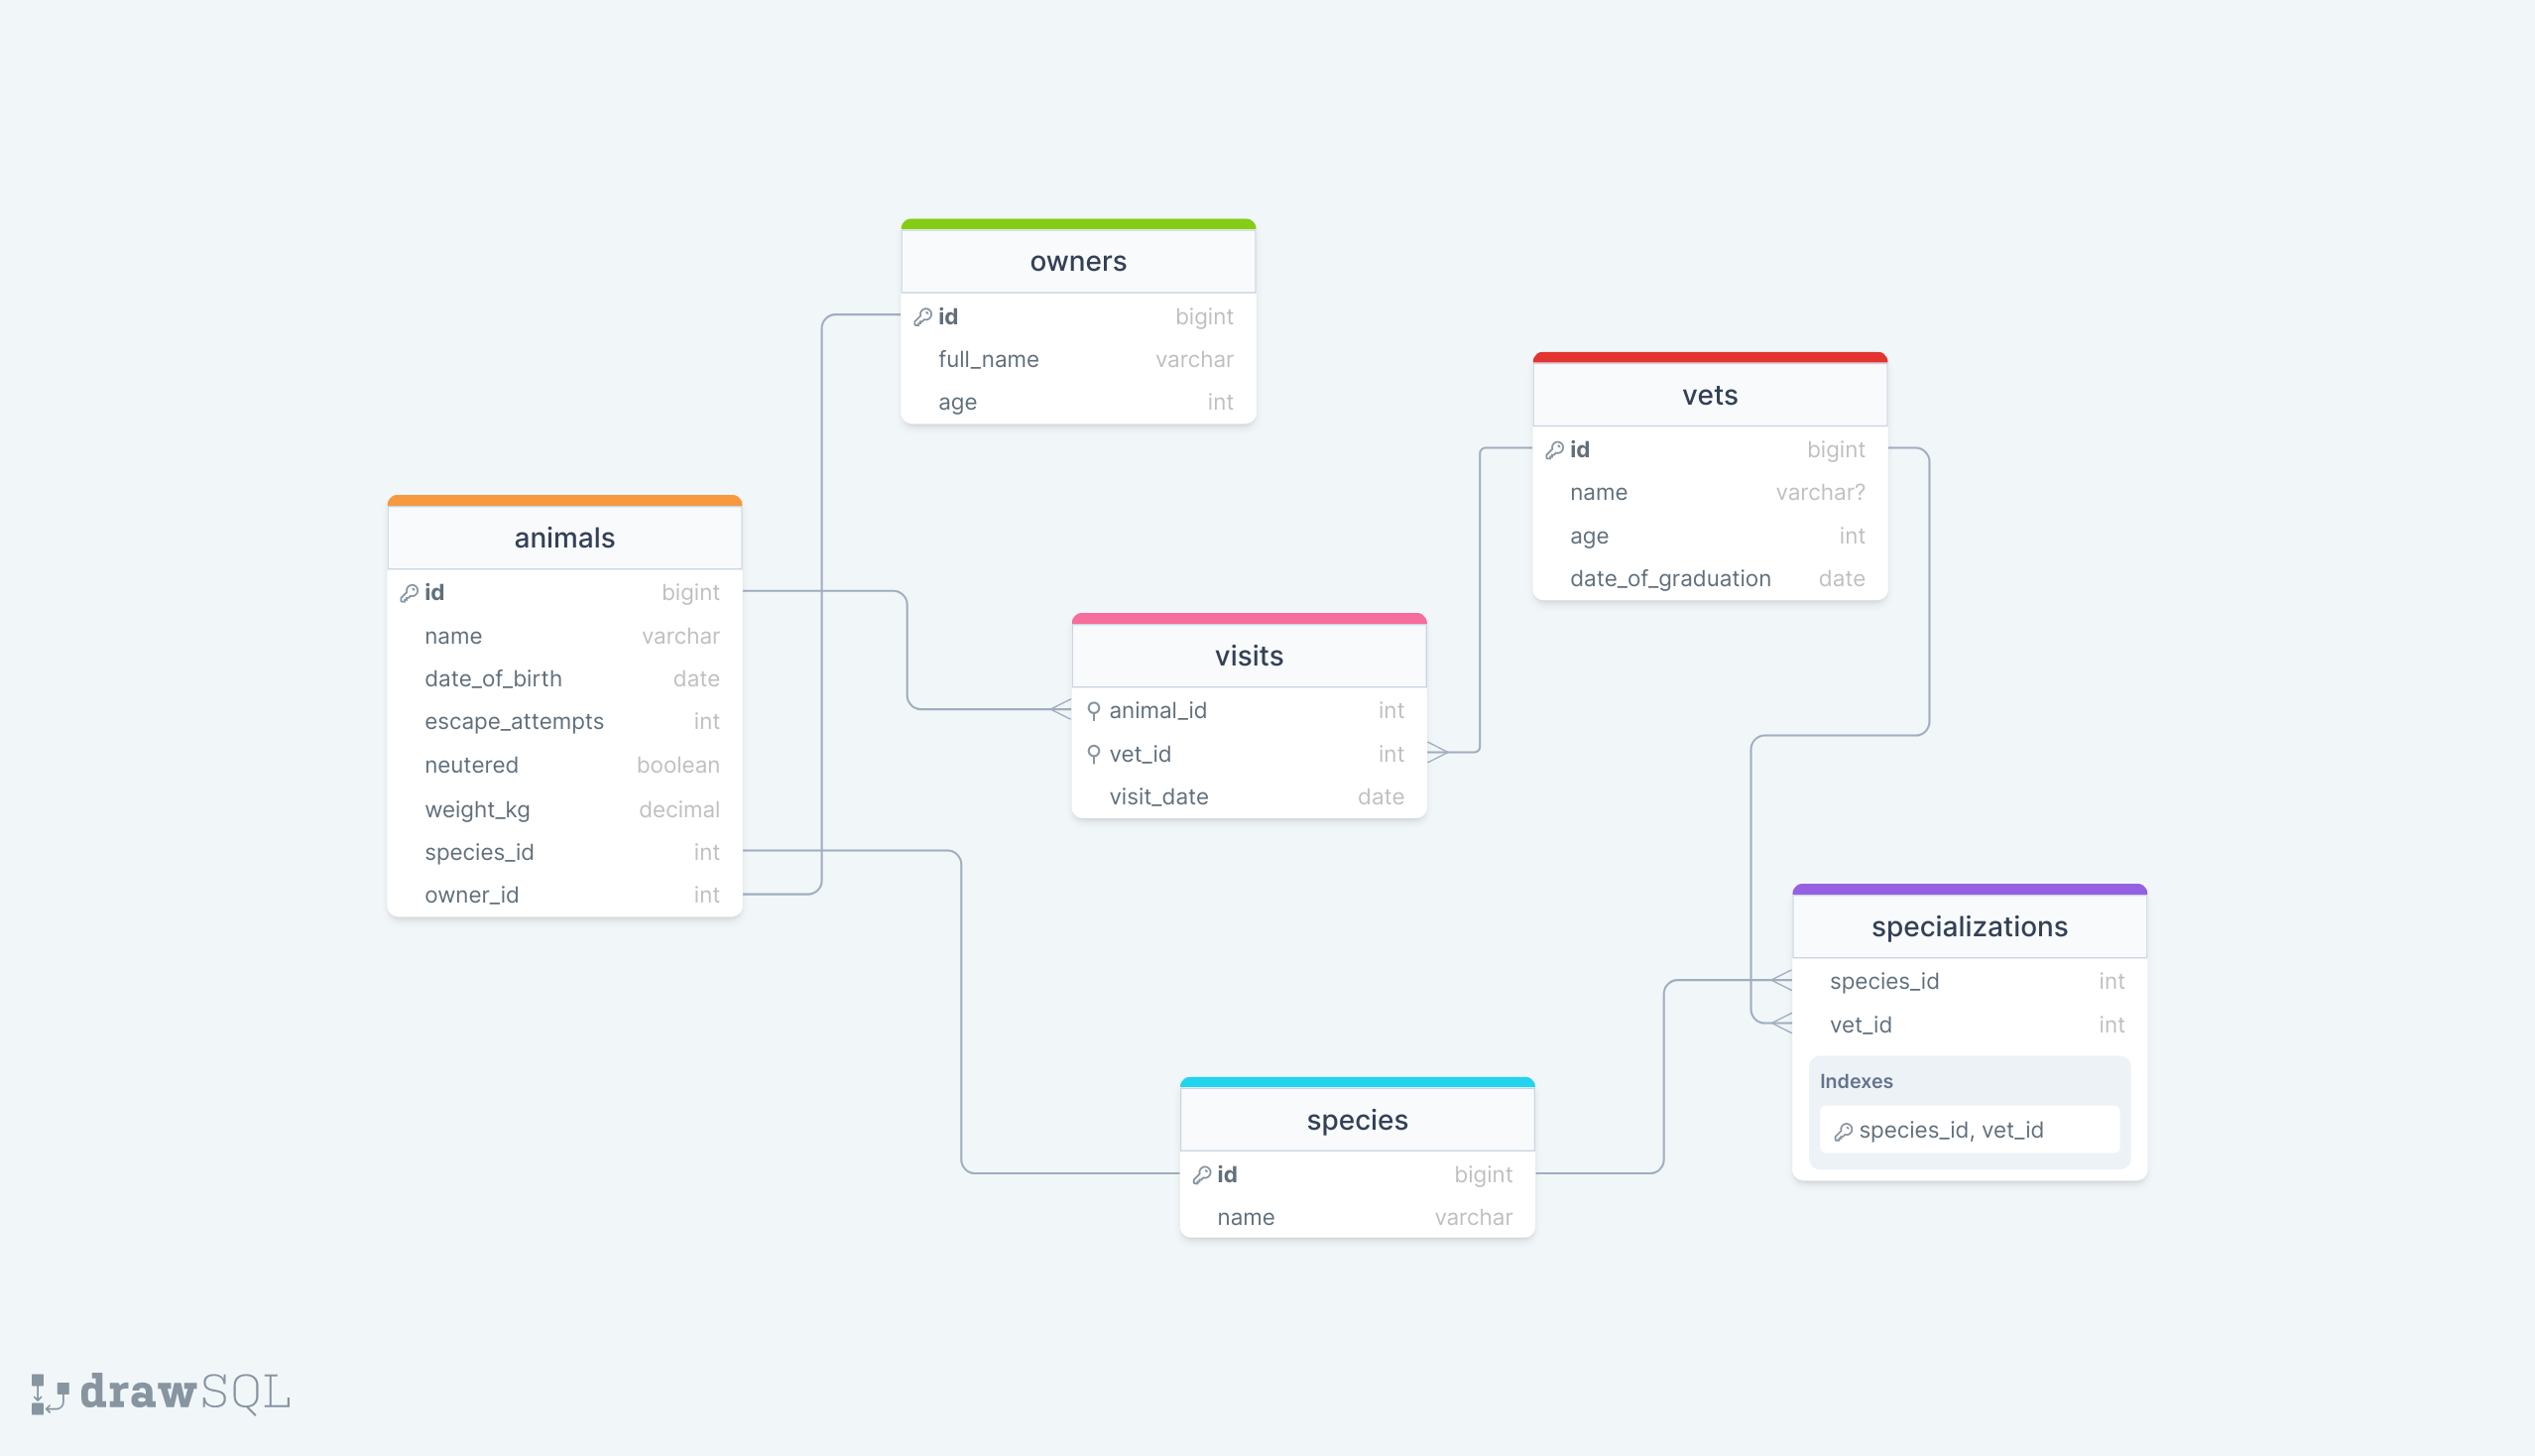 owners
id bigint
full_name varchar
age int
vets
id bigint
name varchar?
age int
date_of_graduation date
animals
id bigint
name varchar
date_of_birth date
escape_attempts int
neutered boolean
weight_kg decimal
species_id int
owner_id int
visits
animal_id int
vet_id int
visit_date date
specializations
species_id int
vet_id int
Indexes
species_id, vet_id
species
id bigint
name varchar
drawSQL